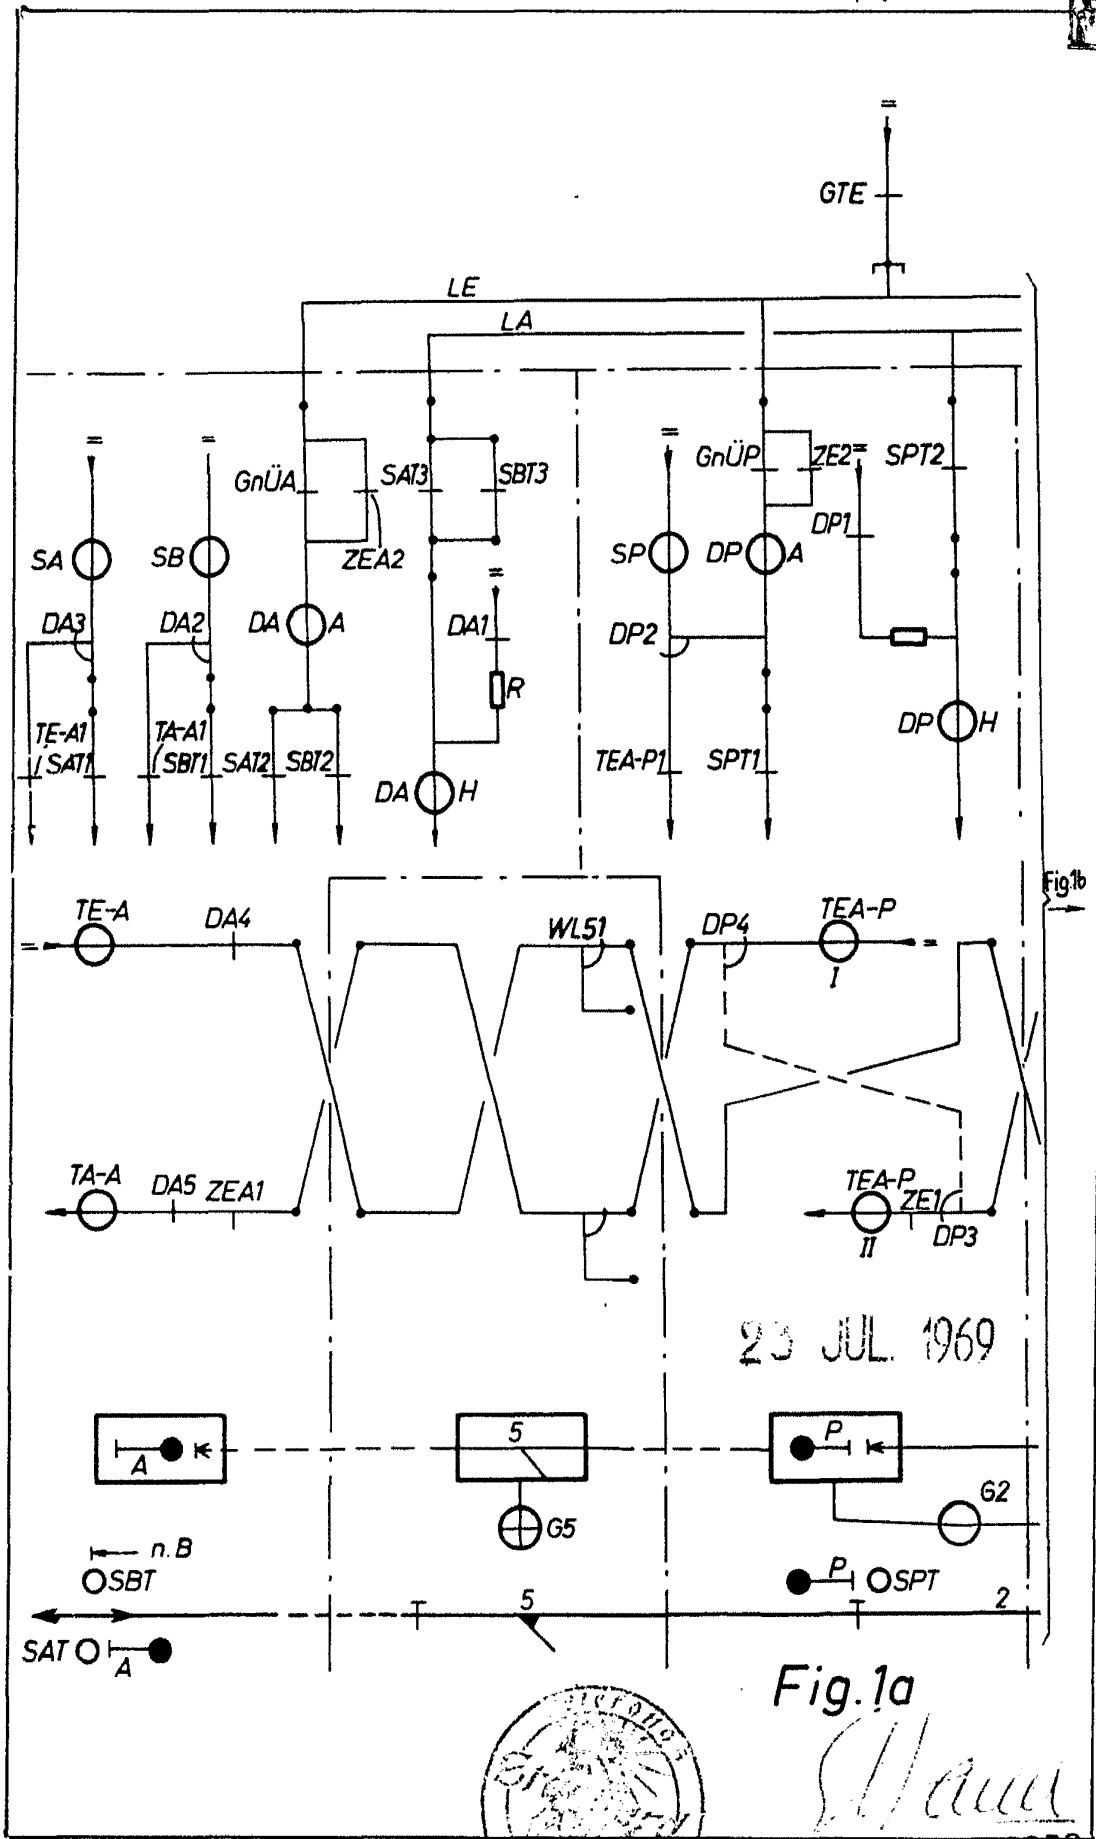 GTE
LE
LA
GnÜA
SAT3
SBT3
GnÜP
ZE2
SPT2
DP1
SA
SB
ZEA2
SP
DP A
DA3
DA2
DA A
DA1
DP2
R
TE-A1
TA-A1
DP H
SAT1
SBT1
SAT2
SBT2
DA H
TEA-P1
SPT1
Fig.1b
TE-A
DA4
WL51
DP4
TEA-P
I
TA-A
DA5
ZEA1
TEA-P
ZE1
II
DP3
23 JUL. 1969
A
5
P
G5
G2
n.B
SBT
P
SPT
5
2
SAT
A
Fig.1a